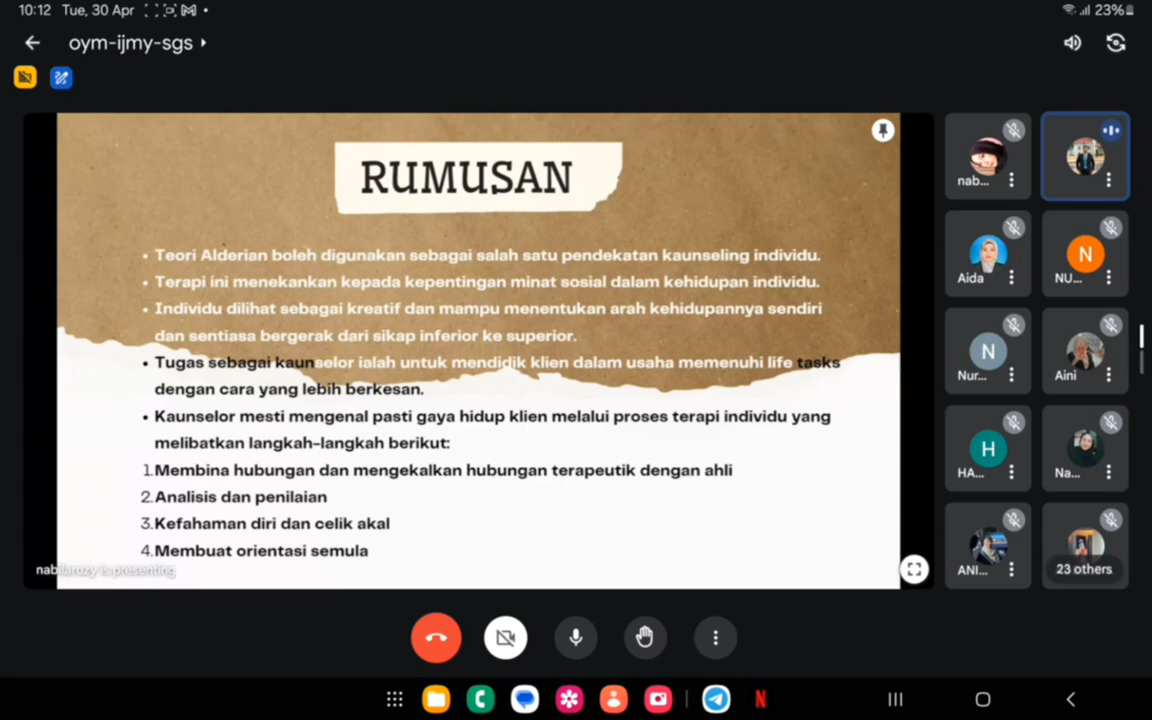 10:12 Tue, 30 Apr
23%
oym-ijmy-sgs
RUMUSAN
• Teori Alderian boleh digunakan sebagai salah satu pendekatan kaunseling individu.
• Terapi ini menekankan kepada kepentingan minat sosial dalam kehidupan individu.
• Individu dilihat sebagai kreatif dan mampu menentukan arah kehidupannya sendiri
dan sentiasa bergerak dari sikap inferior ke superior.
• Tugas sebagai kaunselor ialah untuk mendidik klien dalam usaha memenuhi life tasks
dengan cara yang lebih berkesan.
• Kaunselor mesti mengenal pasti gaya hidup klien melalui proses terapi individu yang
melibatkan langkah-langkah berikut:
1. Membina hubungan dan mengekalkan hubungan terapeutik dengan ahli
2. Analisis dan penilaian
3. Kefahaman diri dan celik akal
4. Membuat orientasi semula
nabilaruzy is presenting
nab...
Aida
N
NU...
N
Nur...
Aini
H
HA...
Na...
ANI...
23 others
N